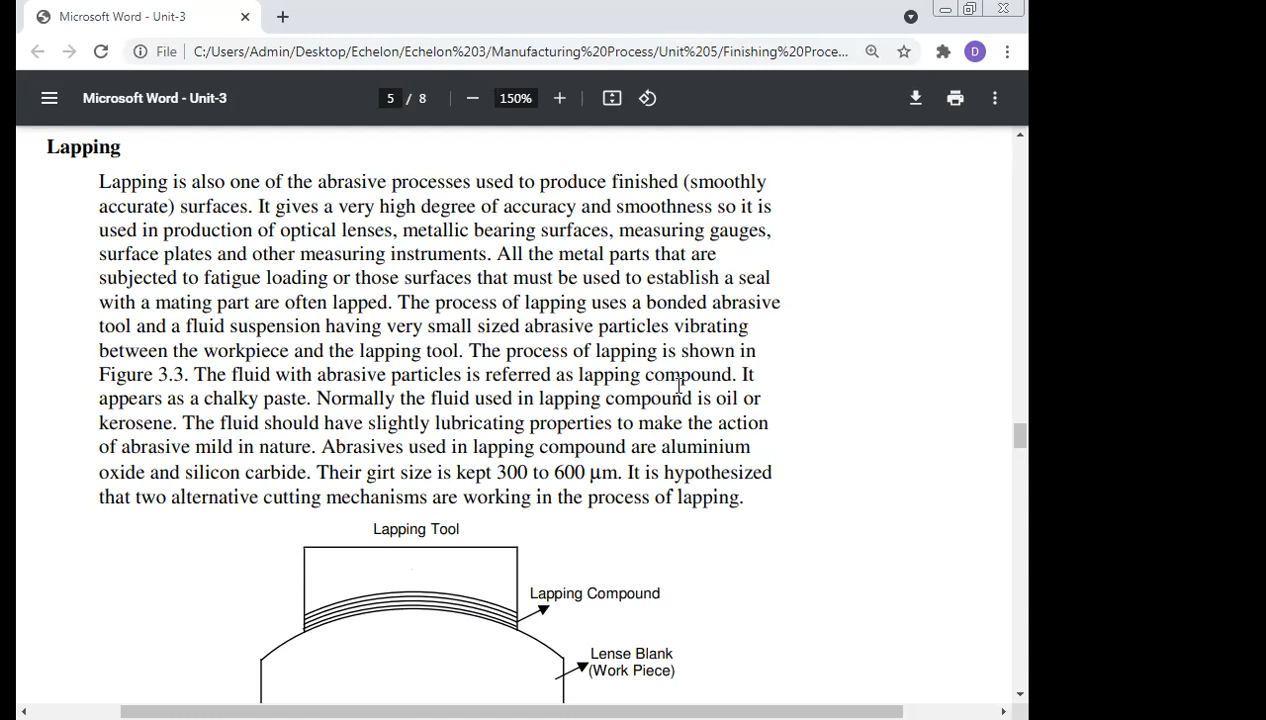 Microsoft Word - Unit-3
File
C:/Users/Admin/Desktop/Echelon/Echelon%203/Manufacturing%20Process/Unit%205/Finishing%20Proce...
D
Microsoft Word - Unit-3
5 / 8
150%
Lapping
Lapping is also one of the abrasive processes used to produce finished (smoothly
accurate) surfaces. It gives a very high degree of accuracy and smoothness so it is
used in production of optical lenses, metallic bearing surfaces, measuring gauges,
surface plates and other measuring instruments. All the metal parts that are
subjected to fatigue loading or those surfaces that must be used to establish a seal
with a mating part are often lapped. The process of lapping uses a bonded abrasive
tool and a fluid suspension having very small sized abrasive particles vibrating
between the workpiece and the lapping tool. The process of lapping is shown in
Figure 3.3. The fluid with abrasive particles is referred as lapping compound. It
appears as a chalky paste. Normally the fluid used in lapping compound is oil or
kerosene. The fluid should have slightly lubricating properties to make the action
of abrasive mild in nature. Abrasives used in lapping compound are aluminium
oxide and silicon carbide. Their girt size is kept 300 to 600 μm. It is hypothesized
that two alternative cutting mechanisms are working in the process of lapping.
Lapping Tool
Lapping Compound
Lense Blank
(Work Piece)